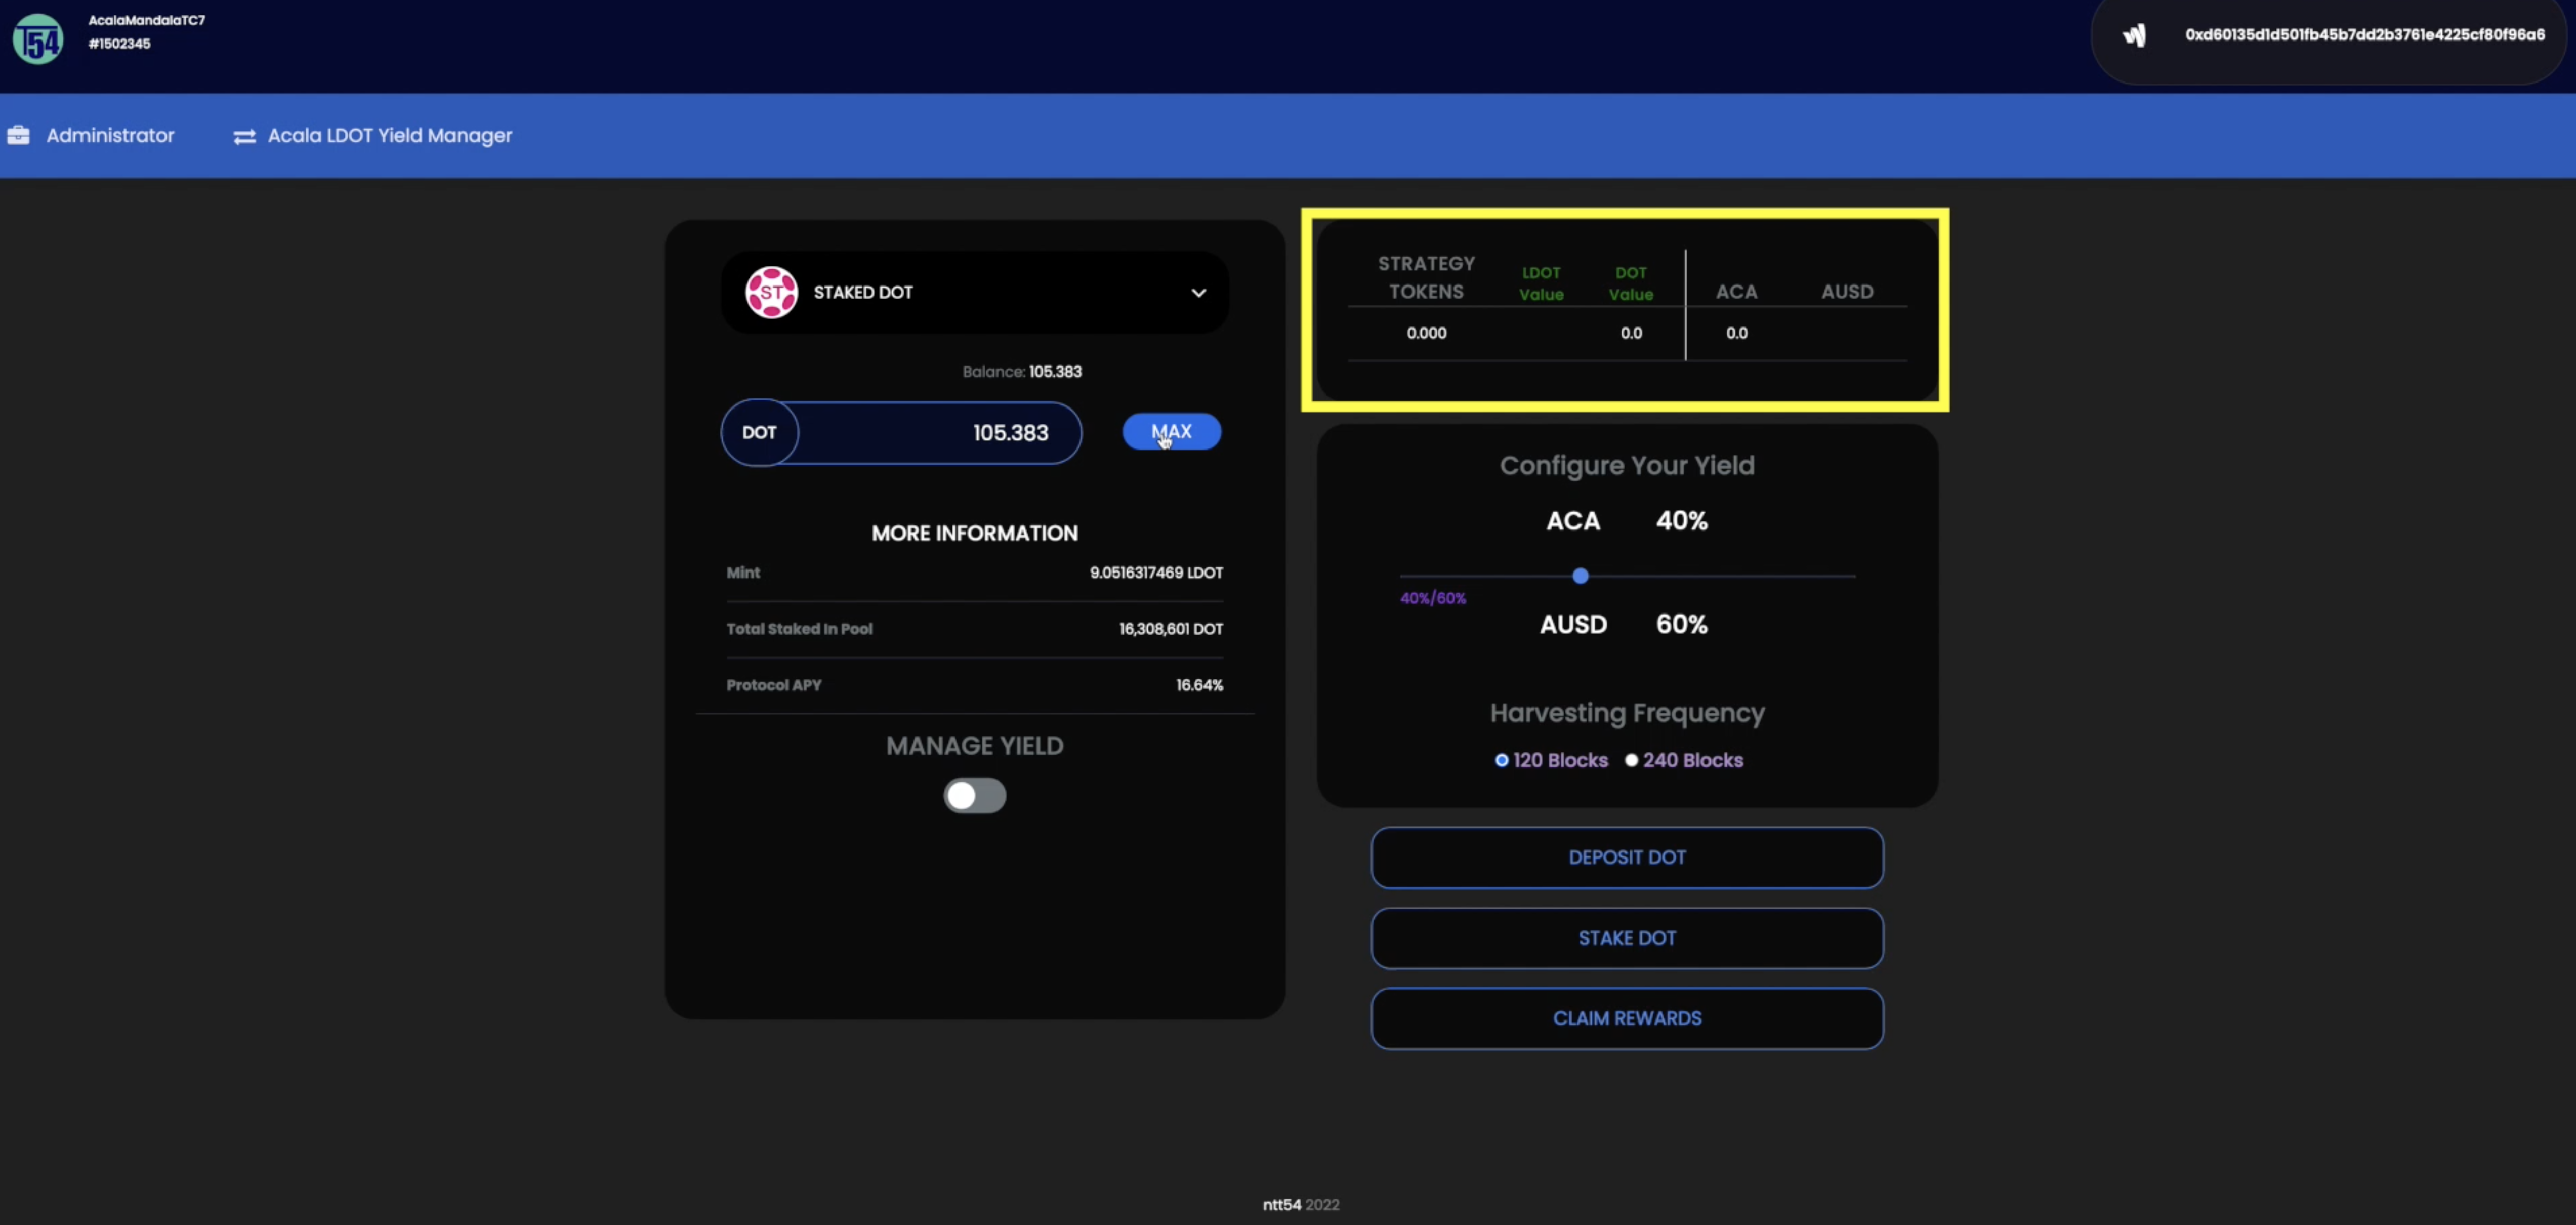 T54
AcalaMandalaTC7
#1502345
0xd60135d1d501fb45b7dd2b3761e4225cf80f96a6
Administrator
Acala LDOT Yield Manager
ST
STAKED DOT
Balance: 105.383
DOT
105.383
MAX
MORE INFORMATION
Mint
9.0516317469 LDOT
Total Staked In Pool
16,308,601 DOT
Protocol APY
16.64%
MANAGE YIELD
STRATEGY
TOKENS
LDOT
Value
DOT
Value
ACA
AUSD
0.000
0.0
0.0
Configure Your Yield
ACA 40%
40%/60%
AUSD 60%
Harvesting Frequency
120 Blocks 240 Blocks
DEPOSIT DOT
STAKE DOT
CLAIM REWARDS
ntt54 2022